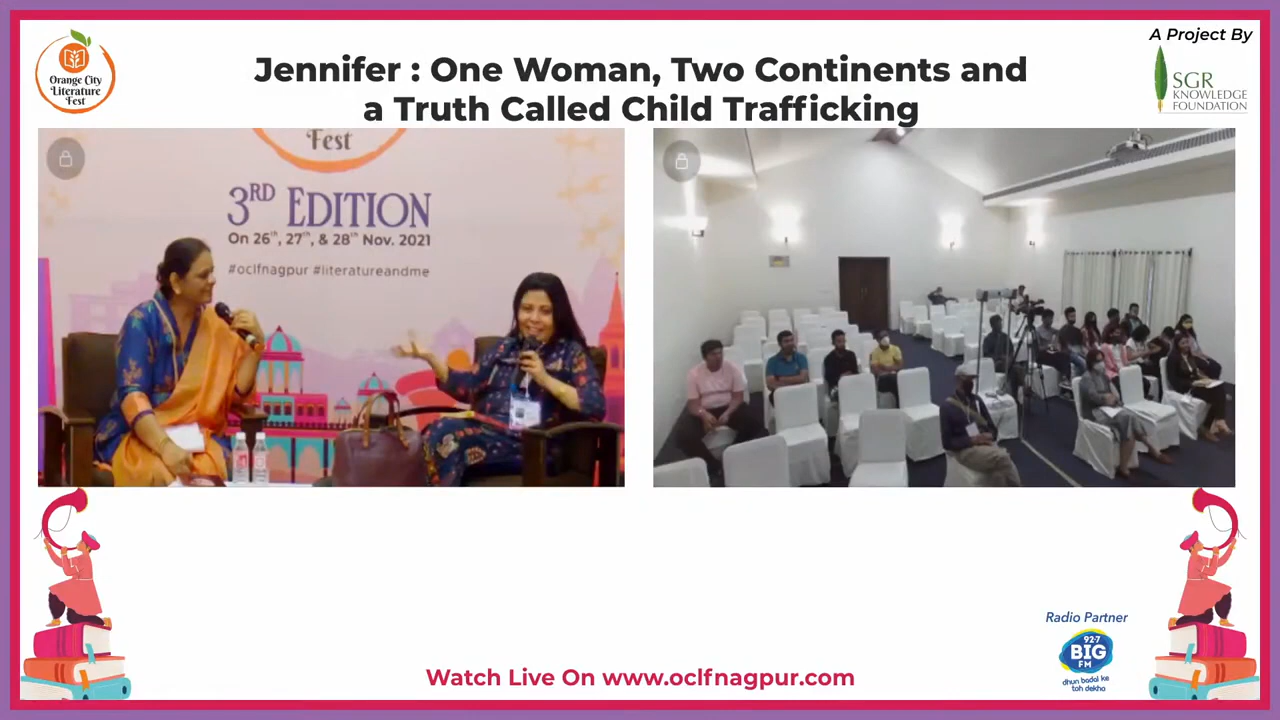 Orange City
Literature
Fest
Jennifer : One Woman, Two Continents and
a Truth Called Child Trafficking
A Project By
SGR
KNOWLEDGE
FOUNDATION
Fest
3RD EDITION
On 26th, 27th, & 28th Nov. 2021
#oclfnagpur #literatureandme
Radio Partner
92.7
BIG
FM
dhun badal ke
toh dekho
Watch Live On www.oclfnagpur.com